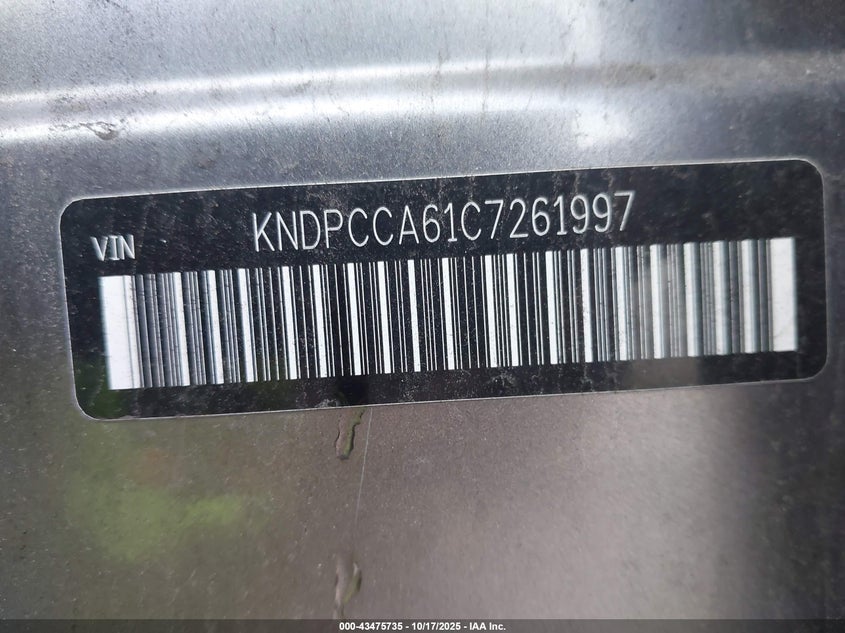 VIN KNDPCCA61C7261997
000-43475735 - 10/17/2025 - IAA Inc.